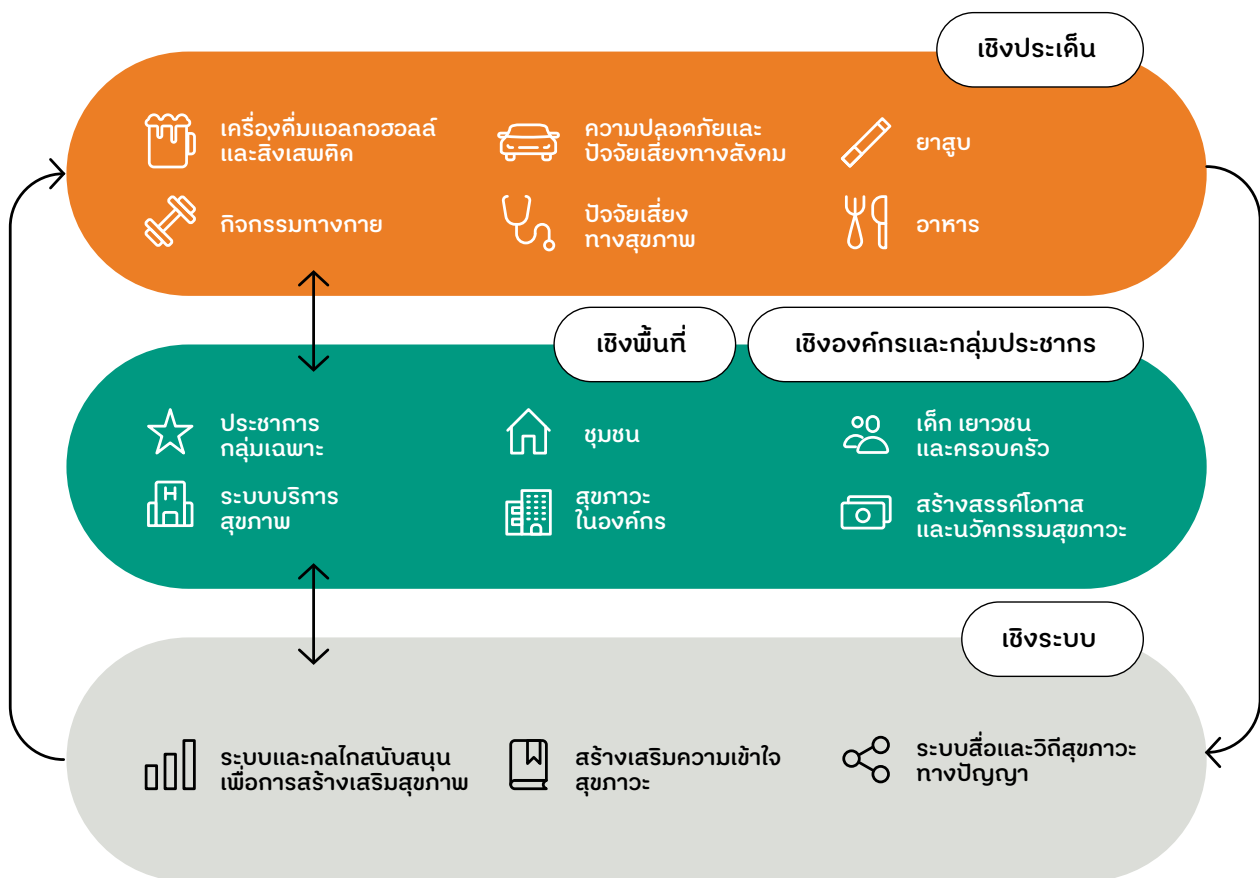 เชิงประเด็น
เครื่องดื่มแอลกอฮอลล์
และสิ่งเสพติด
ความปลอดภัยและ
ปัจจัยเสี่ยงทางสังคม
ยาสูบ
กิจกรรมทางกาย
ปัจจัยเสี่ยง
ทางสุขภาพ
อาหาร
เชิงพื้นที่
เชิงองค์กรและกลุ่มประชากร
ประชาการ
กลุ่มเฉพาะ
ชุมชน
เด็ก เยาวชน
และครอบครัว
ระบบบริการ
สุขภาพ
H
สุขภาวะ
ในองค์กร
สร้างสรรค์โอกาส
และนวัตกรรมสุขภาวะ
เชิงระบบ
ระบบและกลไกสนับสนุน
เพื่อการสร้างเสริมสุขภาพ
สร้างเสริมความเข้าใจ
สุขภาวะ
ระบบสื่อและวิถีสุขภาวะ
ทางปัญญา